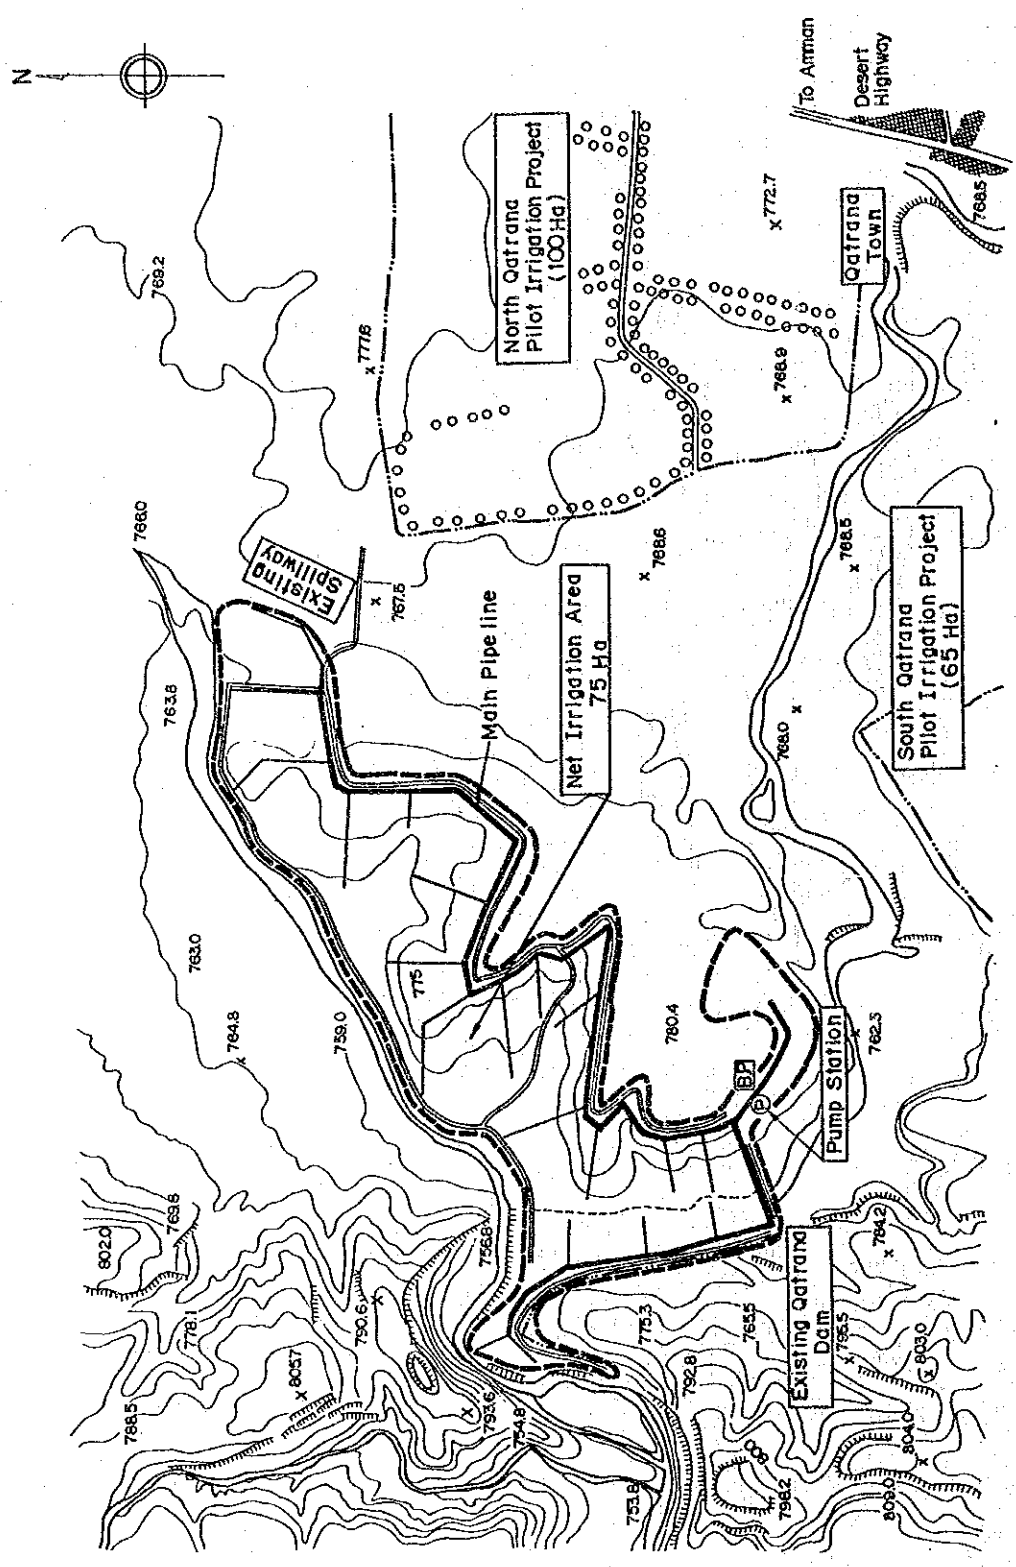 N
To Amman
Desert
Highway
North Qatrana
Pilot Irrigation Project
(100 Ha)
769.2
777.6
772.7
Qatrana
Town
768.5
768.9
766.0
Existing
Spillway
767.5
768.6
768.5
South Qatrana
Pilot Irrigation Project
(65 Ha)
Net Irrigation Area
75 Ha
Main Pipeline
763.8
768.0
763.0
775
764.8
759.0
780.4
BP
P
Pump Station
762.3
802.0
769.8
756.8
764.2
778.1
790.6
775.3
765.5
Existing Qatrana
Dam
795.5
803.0
788.5
805.7
793.6
754.8
792.8
753.8
800
798.2
804.0
809.0